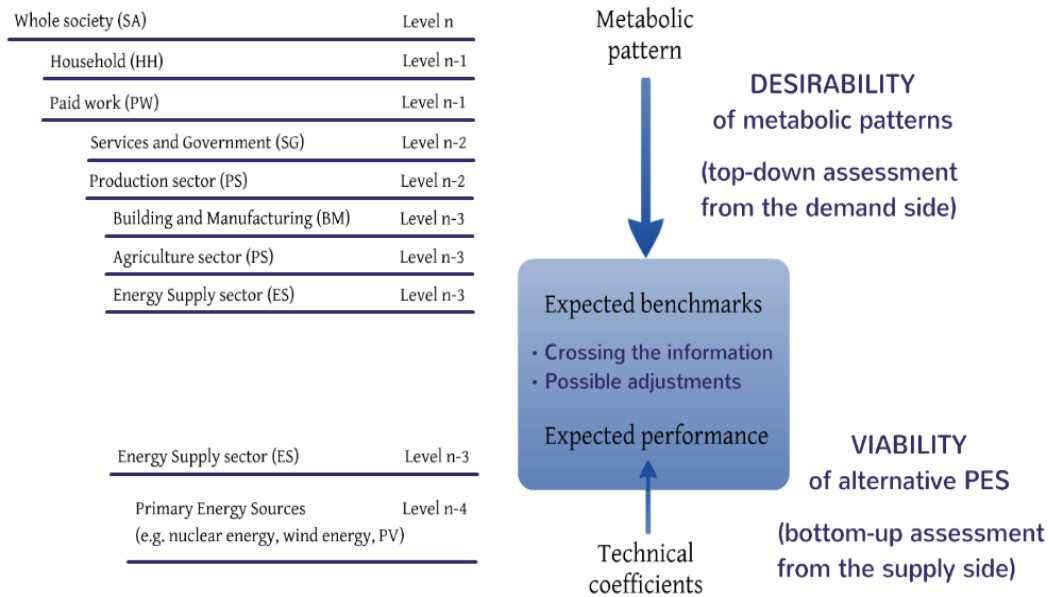 Whole society (SA) Level n
Household (HH) Level n-1
Paid work (PW) Level n-1
Services and Government (SG) Level n-2
Production sector (PS) Level n-2
Building and Manufacturing (BM) Level n-3
Agriculture sector (PS) Level n-3
Energy Supply sector (ES) Level n-3
Energy Supply sector (ES) Level n-3
Primary Energy Sources Level n-4
(e.g. nuclear energy, wind energy, PV)
Metabolic
pattern
DESIRABILITY
of metabolic patterns
(top-down assessment
from the demand side)
Expected benchmarks
• Crossing the information
• Possible adjustments
Expected performance
VIABILITY
of alternative PES
(bottom-up assessment
from the supply side)
Technical
coefficients